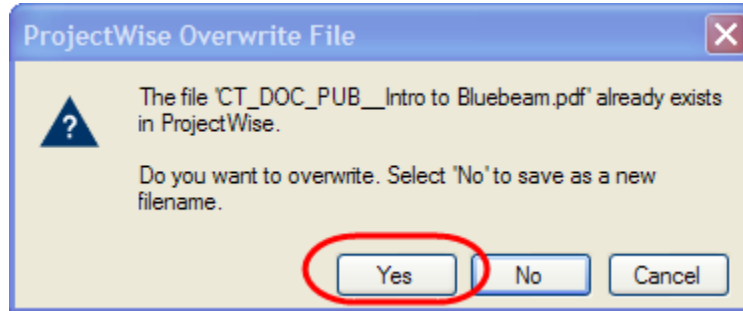 ProjectWise Overwrite File
The file 'CT_DOC_PUB__Intro to Bluebeam.pdf' already exists
in ProjectWise.
?
Do you want to overwrite. Select 'No' to save as a new
filename.
Yes No Cancel